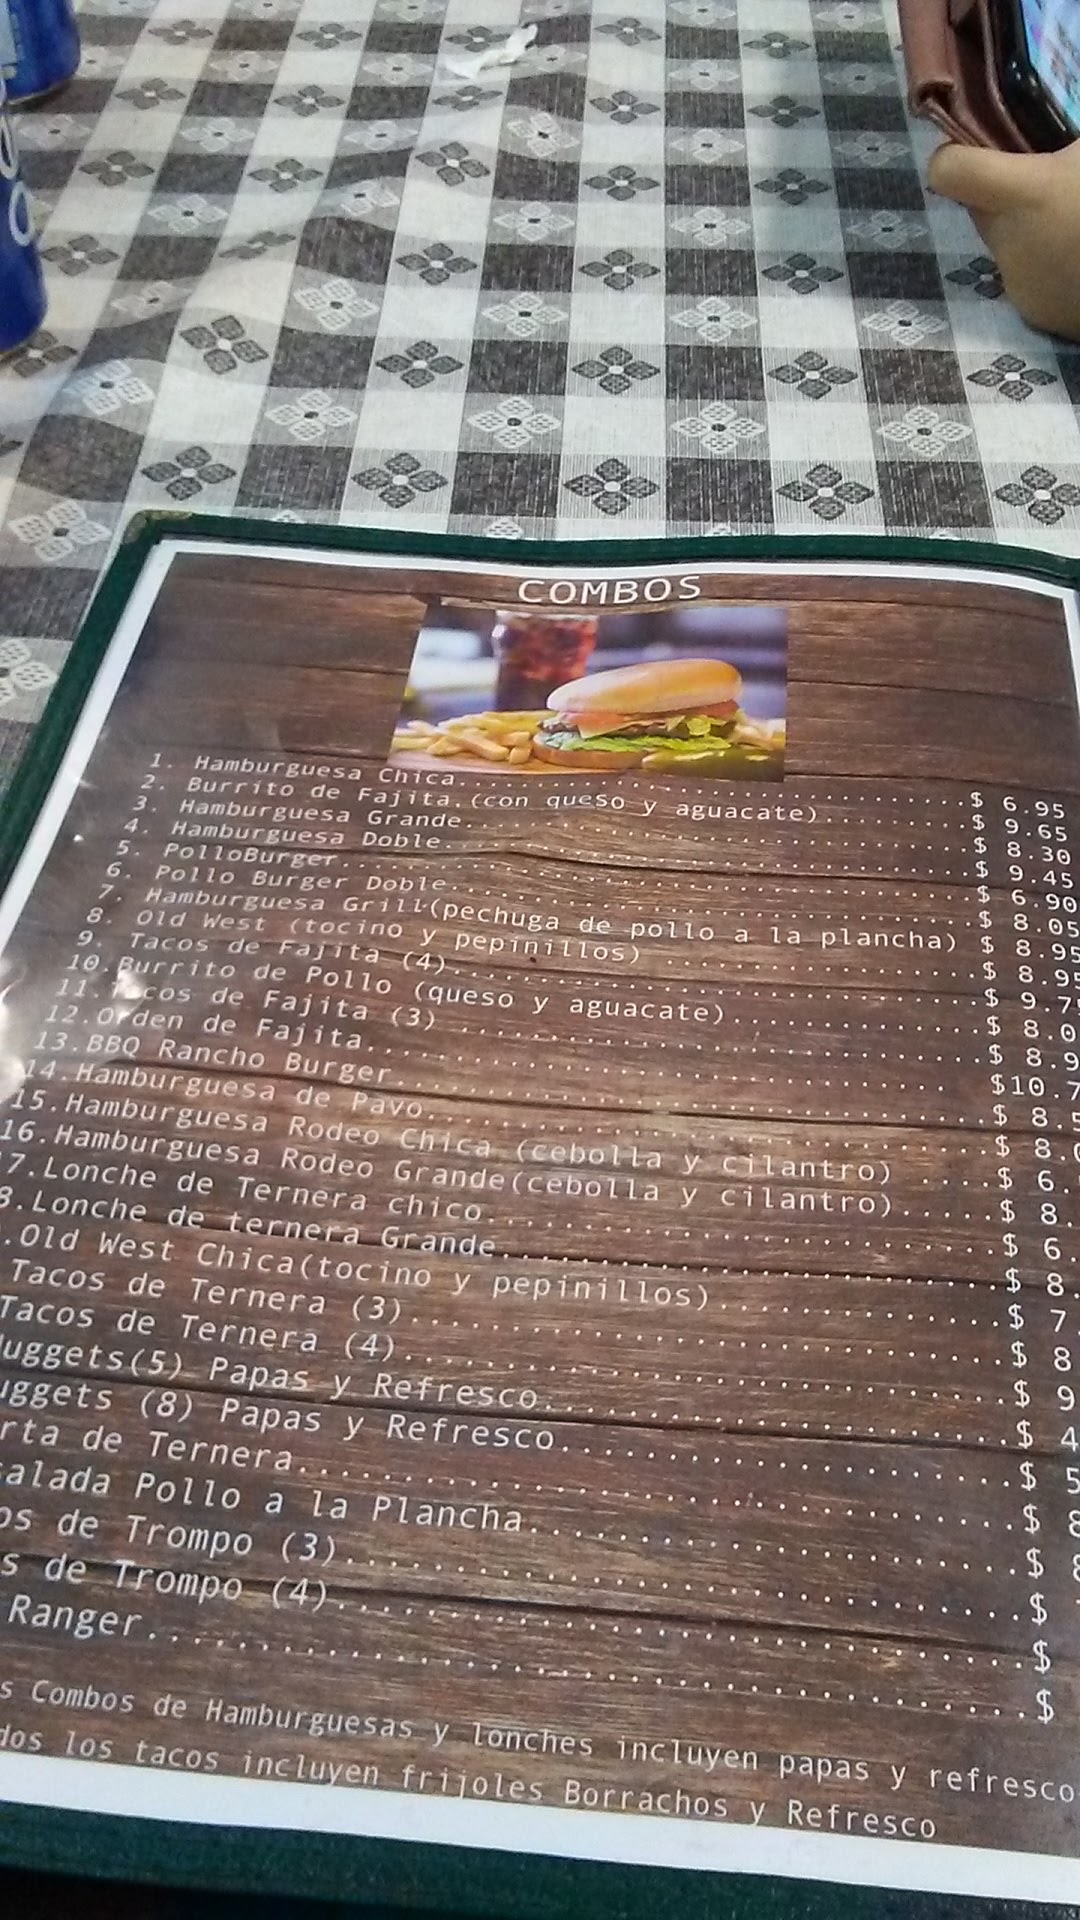 COMBOS
1. Hamburguesa Chica..............................$ 6.95
2. Burrito de Fajita.(con queso y aguacate).........$ 9.65
3. Hamburguesa Grande..............................$ 8.30
4. Hamburguesa Doble..............................$ 9.45
5. PolloBurger..............................$ 6.90
6. Pollo Burger Doble..............................$ 8.05
7. Hamburguesa Grill(pechuga de pollo a la plancha) $ 8.95
8. Old West (tocino y pepinillos) ....................$ 8.95
9. Tacos de Fajita (4)..............................$ 9.7
10.Burrito de Pollo (queso y aguacate)...............$ 8.0
11.Tacos de Fajita (3) ..............................$ 8.9
12.Orden de Fajita.............................. $10.7
13.BBQ Rancho Burger..............................$ 8.5
14.Hamburguesa de Pavo..............................$ 8.0
15.Hamburguesa Rodeo Chica (cebolla y cilantro) ....$ 6.
16.Hamburguesa Rodeo Grande(cebolla y cilantro).....$ 8.
7.Lonche de Ternera chico..............................$ 6.
8.Lonche de ternera Grande..............................$ 8.
.Old West Chica(tocino y pepinillos)...............$ 7
Tacos de Ternera (3)..............................$ 8
Tacos de Ternera (4)..............................$ 9
uggets(5) Papas y Refresco.........................$ 4
uggets (8) Papas y Refresco.........................$ 5
rta de Ternera..............................$ 8
alada Pollo a la Plancha.........................$ 8
os de Trompo (3)..............................$
s de Trompo (4)..............................$
Ranger..............................$
s Combos de Hamburguesas y lonches incluyen papas y refresco
dos los tacos incluyen frijoles Borrachos y Refresco